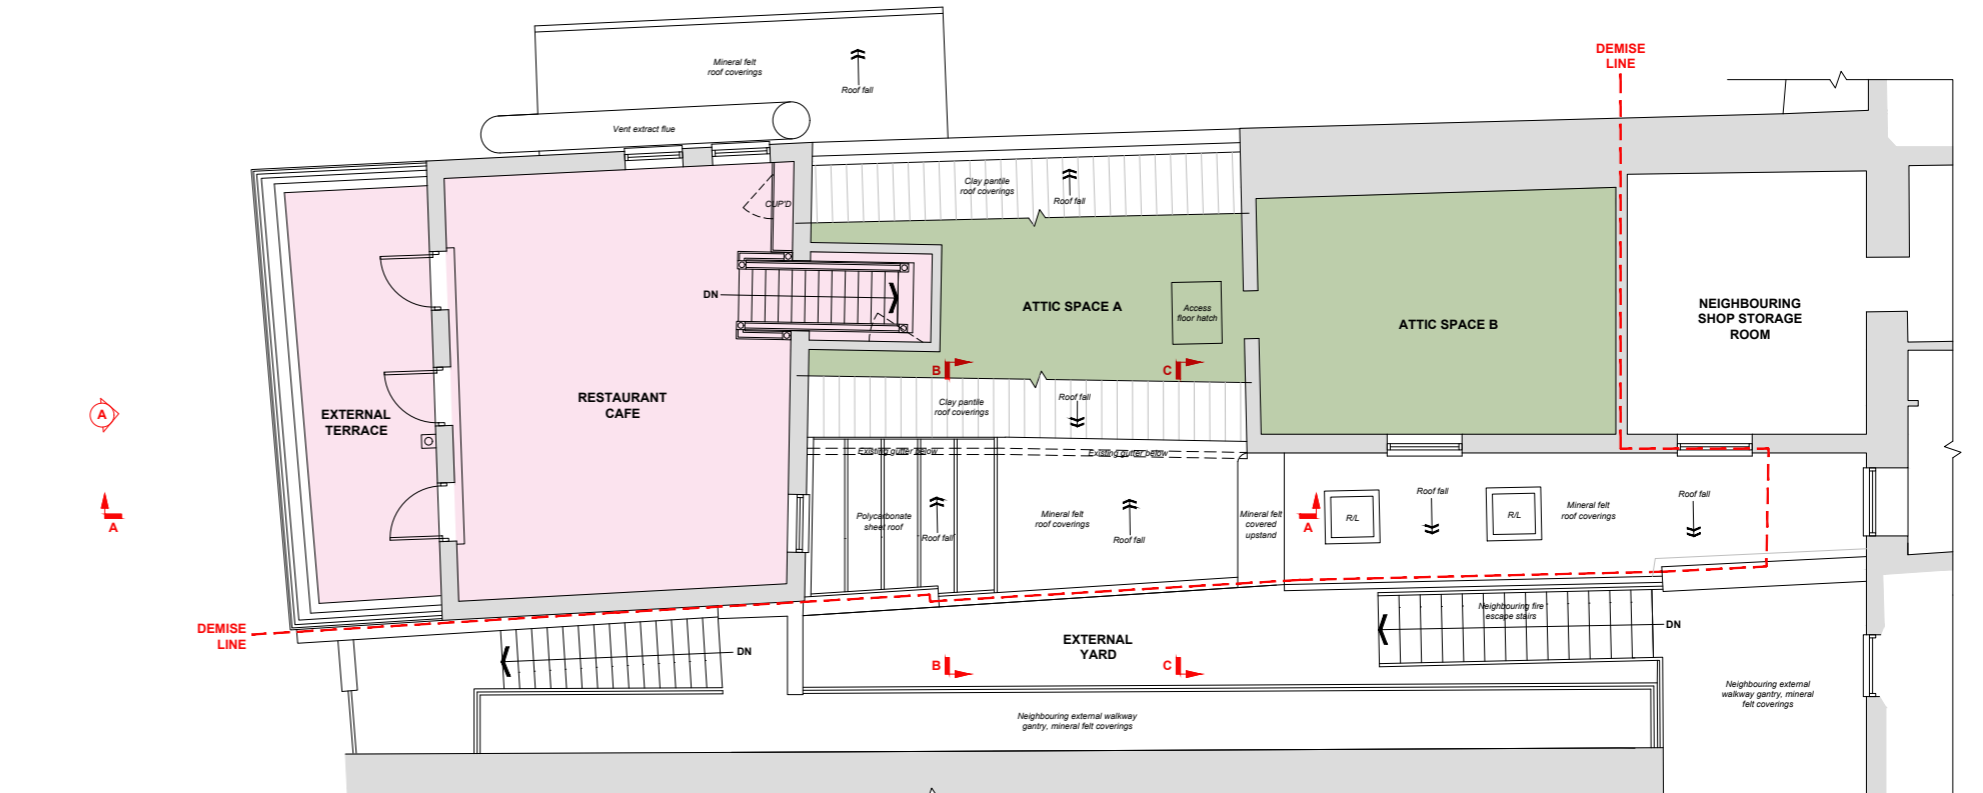 DEMISE
LINE
Mineral felt
roof coverings
Roof fall
Vent extract flue
Clay pantile
roof coverings
Roof fall
CUP'D
DN
ATTIC SPACE A
Access
floor hatch
ATTIC SPACE B
NEIGHBOURING
SHOP STORAGE
ROOM
B
C
RESTAURANT
CAFE
EXTERNAL
TERRACE
A
Clay pantile
roof coverings
Roof fall
Existing gutter below
Existing gutter below
A
Polycarbonate
sheet roof
Roof fall
Mineral felt
roof coverings
Roof fall
Mineral felt
covered
upstand
A
R/L
Roof fall
R/L
Mineral felt
roof coverings
Roof fall
DEMISE
LINE
DN
EXTERNAL
YARD
Neighbouring fire
escape stairs
DN
B
C
Neighbouring external walkway
gantry, mineral felt coverings
Neighbouring external
walkway gantry, mineral
felt coverings